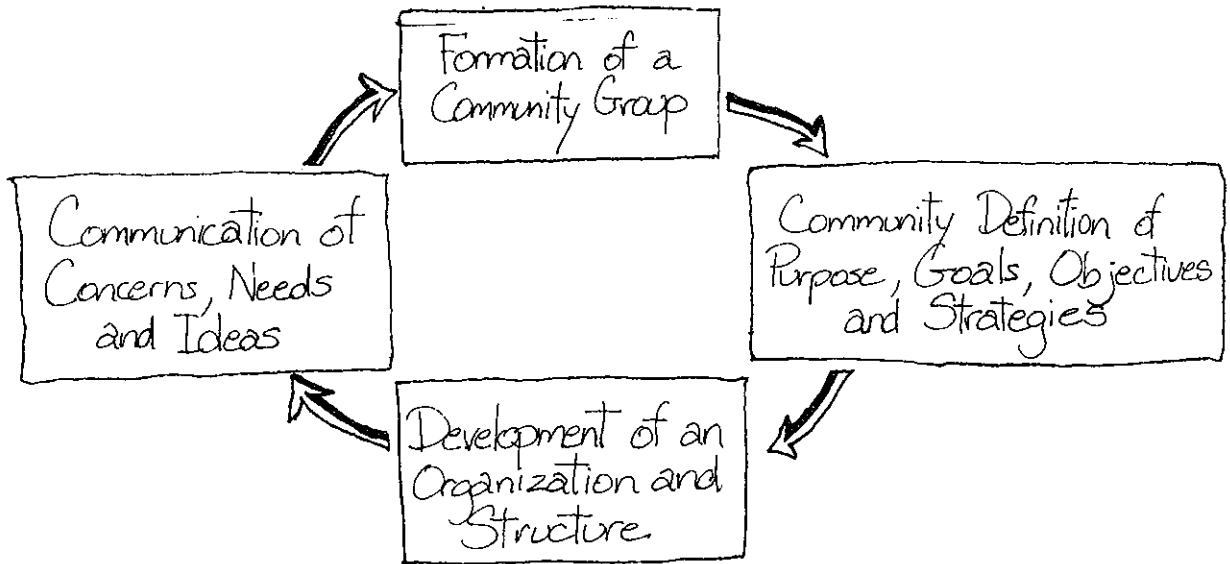 Formation of a
Community Group
Community Definition of
Purpose, Goals, Objectives
and Strategies
Development of an
Organization and
Structure.
Communication of
Concerns, Needs
and Ideas